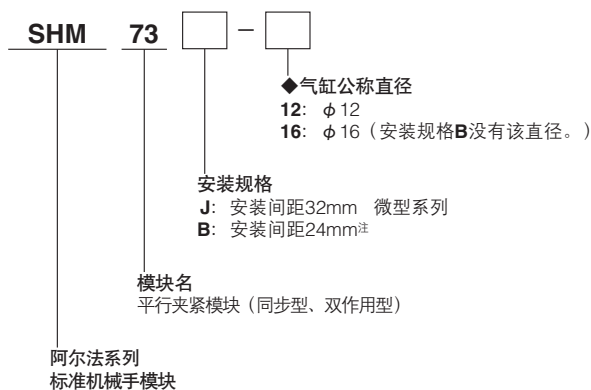 SHM 73 －
◆气缸公称直径
12： φ12
16： φ16（安装规格B没有该直径。）
安装规格
J： 安装间距32mm 微型系列
B： 安装间距24mm注
模块名
平行夹紧模块（同步型、双作用型）
阿尔法系列
标准机械手模块